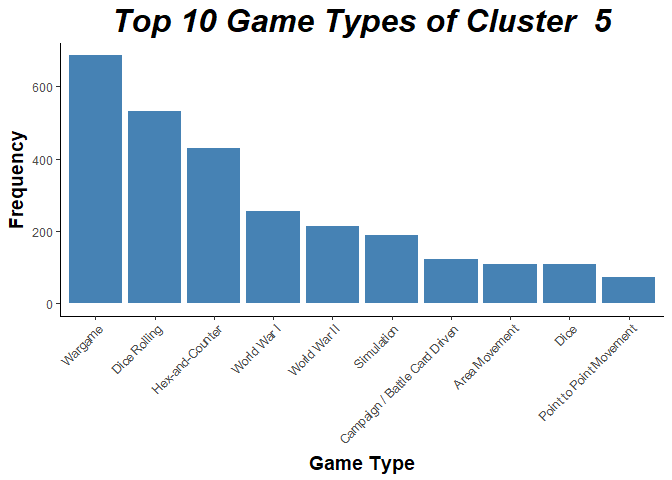 Top 10 Game Types of Cluster  5
Frequency
600
400
200
0
Wargame
Dice Rolling
Hex-and-Counter
World War I
World War II
Simulation
Campaign / Battle Card Driven
Area Movement
Dice
Point to Point Movement
Game Type